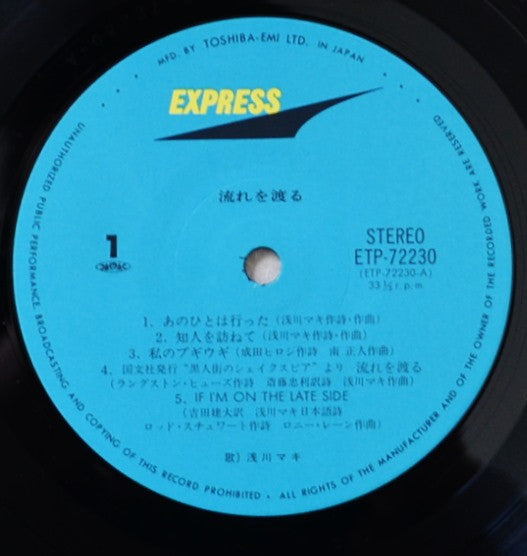 MFD. BY TOSHIBA-EMI LTD. IN JAPAN
EXPRESS
流れを渡る
1
STEREO
ETP-72230
(ETP-72230-A)
33 ⅓ r.p.m.
1. あのひとは行った (浅川マキ作詩・作曲)
2. 知人を訪ねて (浅川マキ作詩・作曲)
3. 私のブギウギ (成田ヒロシ作詩 南 正人作曲)
4. 国文社発行“黒人街のシェイクスピア”より 流れを渡る
(ラングストン・ヒューズ作詩 斎藤忠利訳詩 浅川マキ作曲)
5. IF I'M ON THE LATE SIDE
(吉田建大訳 浅川マキ日本語詩
ロッド・スチュワート作詩 ロニー・レーン作曲)
歌) 浅川マキ
UNAUTHORIZED PUBLIC PERFORMANCE, BROADCASTING AND COPYING OF THIS RECORD PROHIBITED • ALL RIGHTS OF THE MANUFACTURER AND OF THE OWNER OF THE RECORDED WORK ARE RESERVED